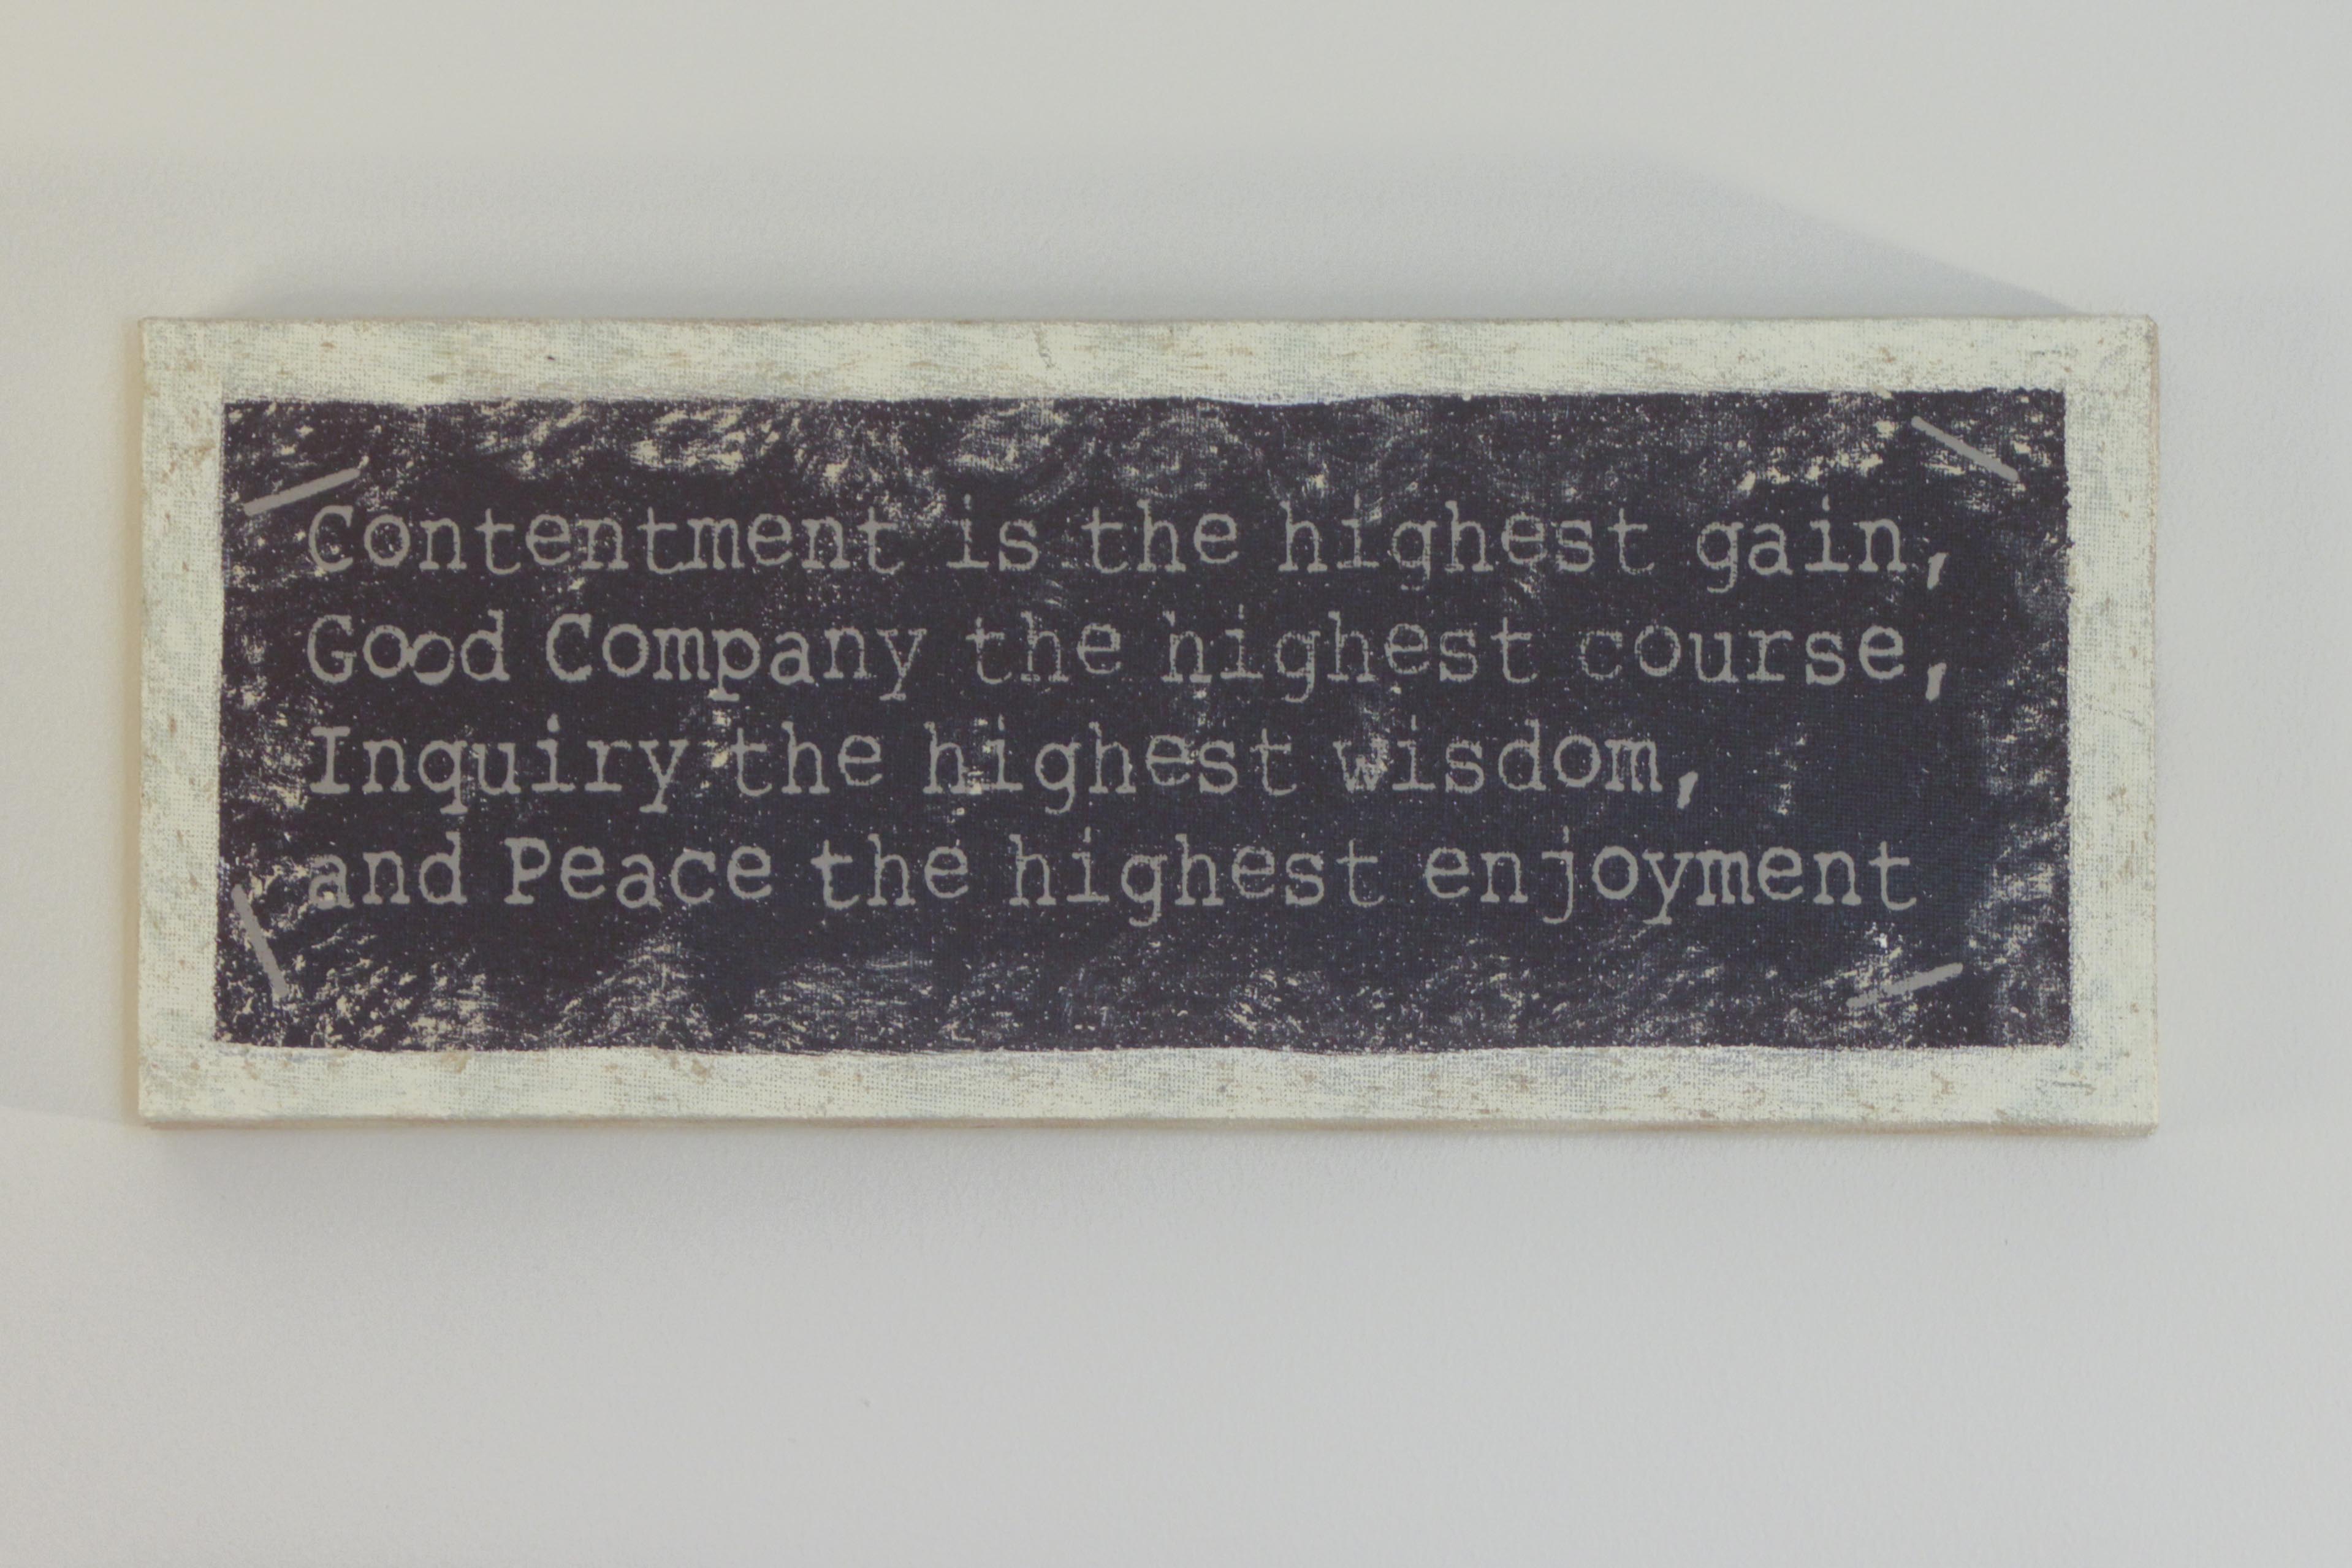 Contentment is the highest gain,
Good Company the highest course,
Inquiry the highest wisdom,
and Peace the highest enjoyment